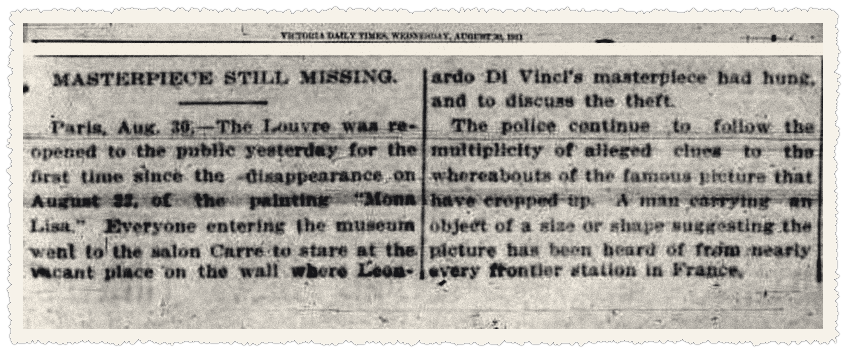 VICTORIA DAILY TIMES, WEDNESDAY, AUGUST 30, 1911
MASTERPIECE STILL MISSING.
Paris, Aug. 30.—The Louvre was re-
opened to the public yesterday for the
first time since the disappearance on
August 22, of the painting "Mona
Lisa." Everyone entering the museum
went to the salon Carre to stare at the
vacant place on the wall where Leon-
ardo Di Vinci's masterpiece had hung,
and to discuss the theft.
The police continue to follow the
multiplicity of alleged clues to the
whereabouts of the famous picture that
have cropped up. A man carrying an
object of a size or shape suggesting the
picture has been heard of from nearly
every frontier station in France.